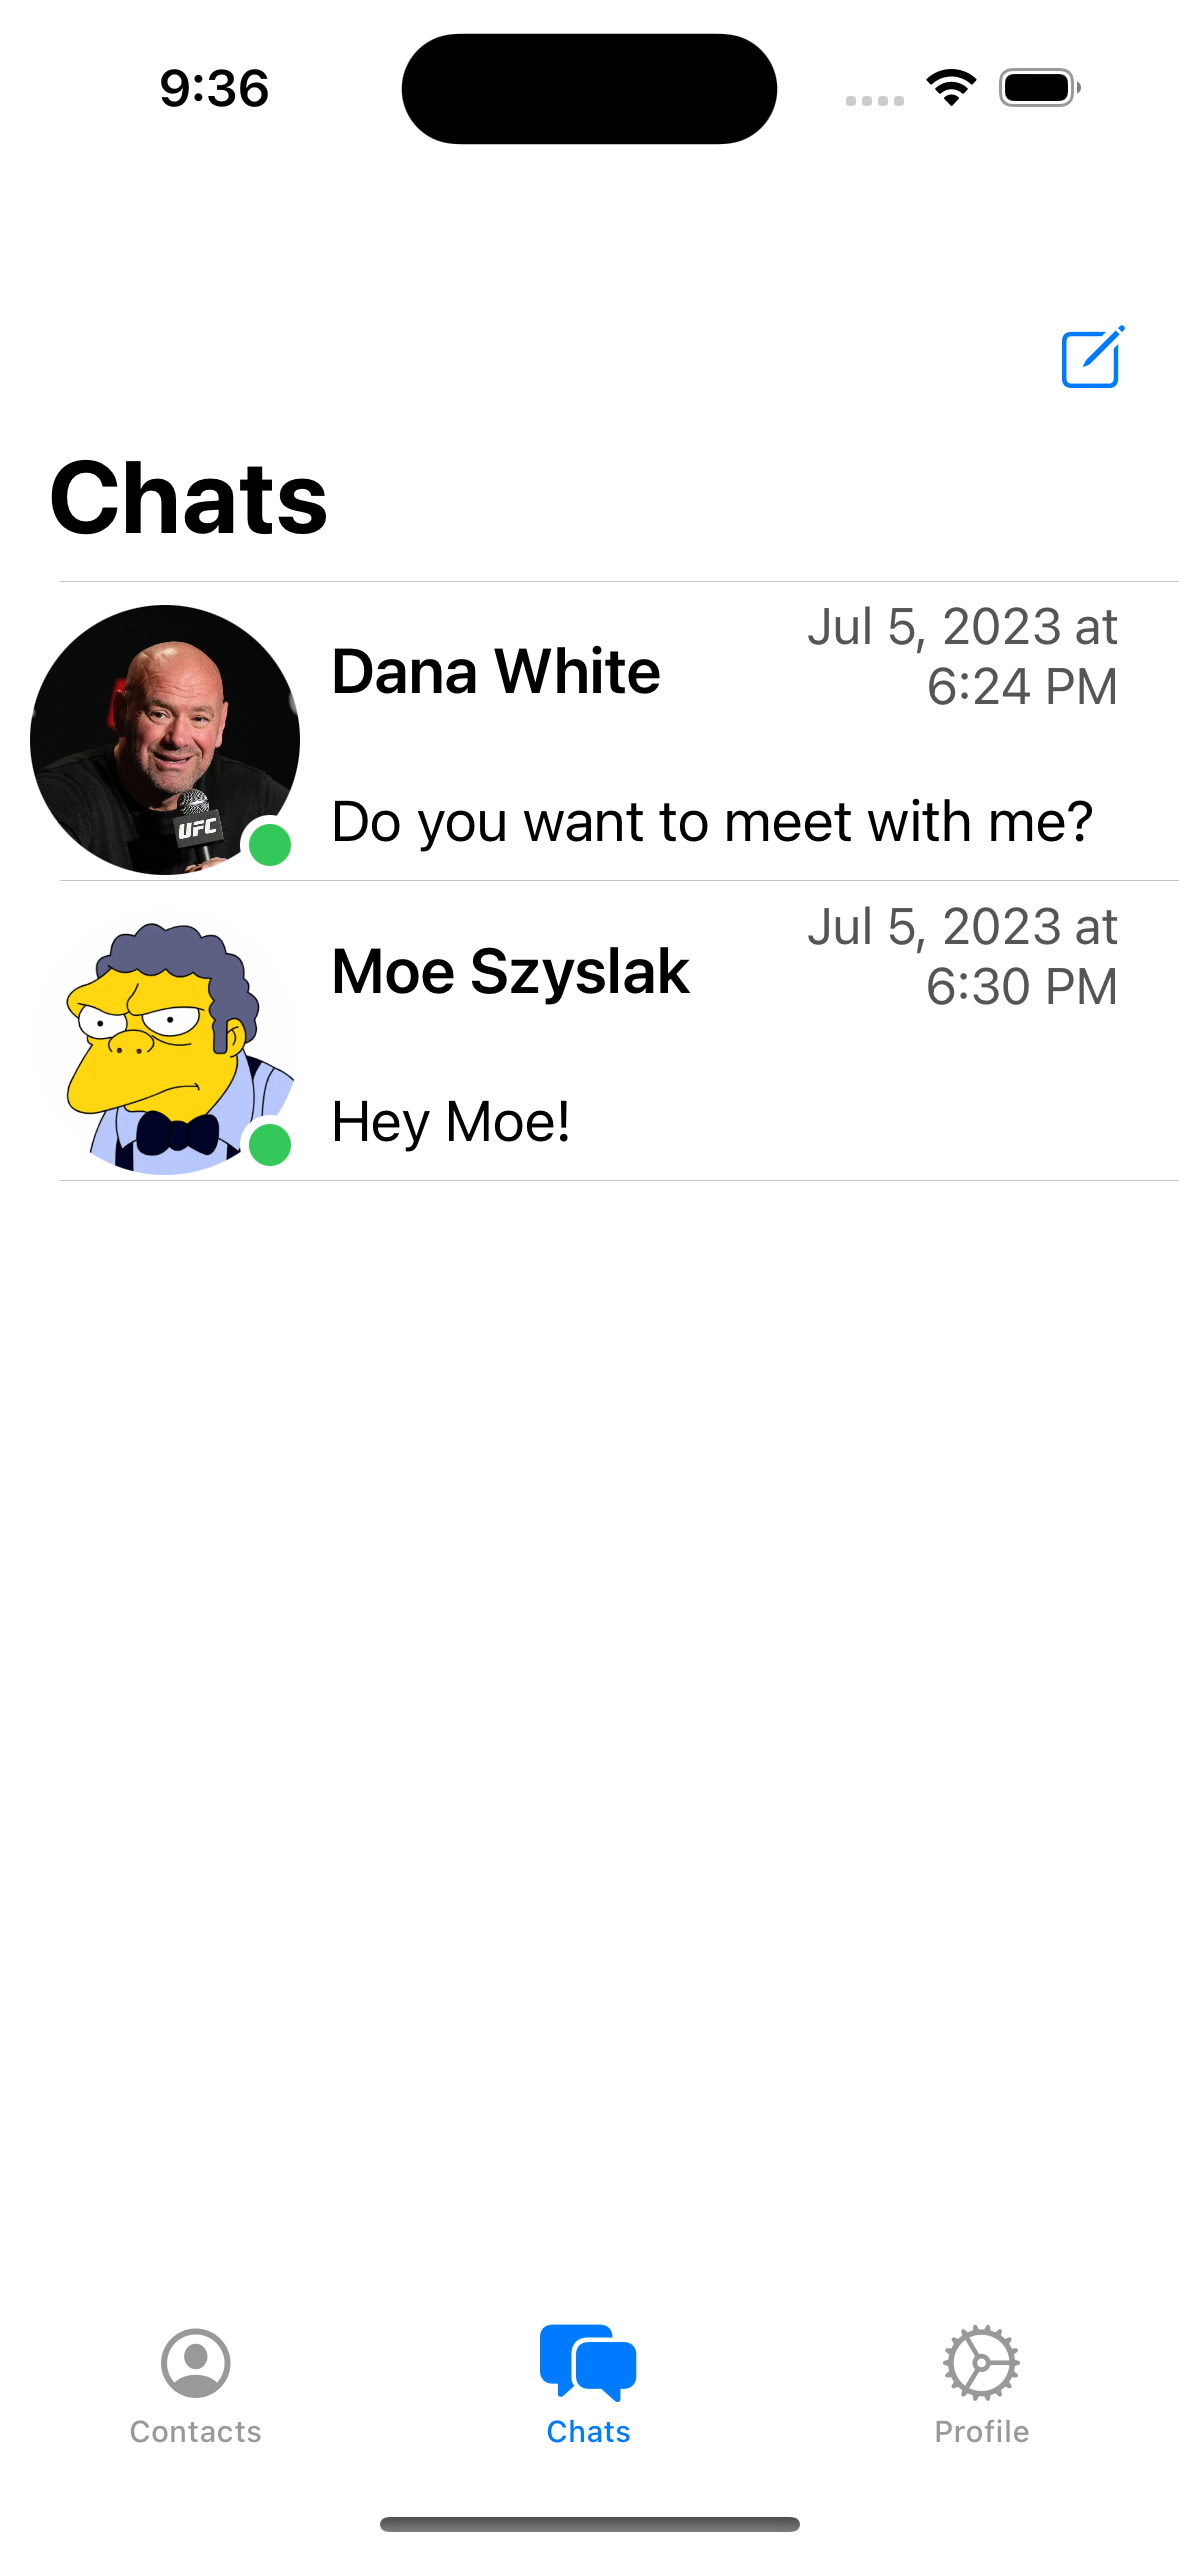 9:36
Chats
Dana White
Jul 5, 2023 at
6:24 PM
UFC
Do you want to meet with me?
Moe Szyslak
Jul 5, 2023 at
6:30 PM
Hey Moe!
Contacts
Chats
Profile